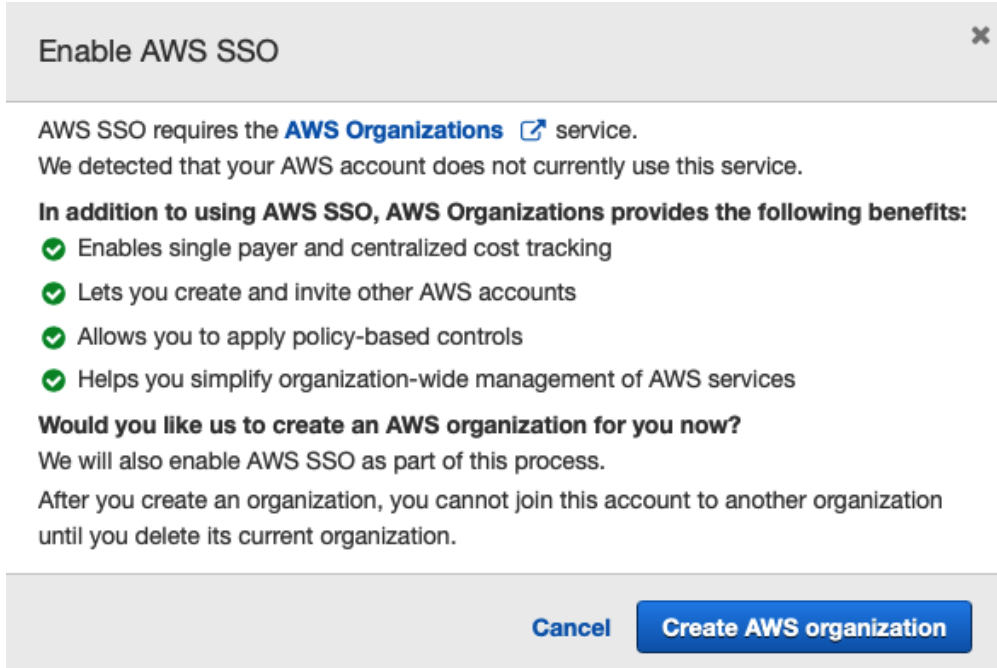 Enable AWS SSO
AWS SSO requires the AWS Organizations service.
We detected that your AWS account does not currently use this service.
In addition to using AWS SSO, AWS Organizations provides the following benefits:
Enables single payer and centralized cost tracking
Lets you create and invite other AWS accounts
Allows you to apply policy-based controls
Helps you simplify organization-wide management of AWS services
Would you like us to create an AWS organization for you now?
We will also enable AWS SSO as part of this process.
After you create an organization, you cannot join this account to another organization
until you delete its current organization.
Cancel Create AWS organization